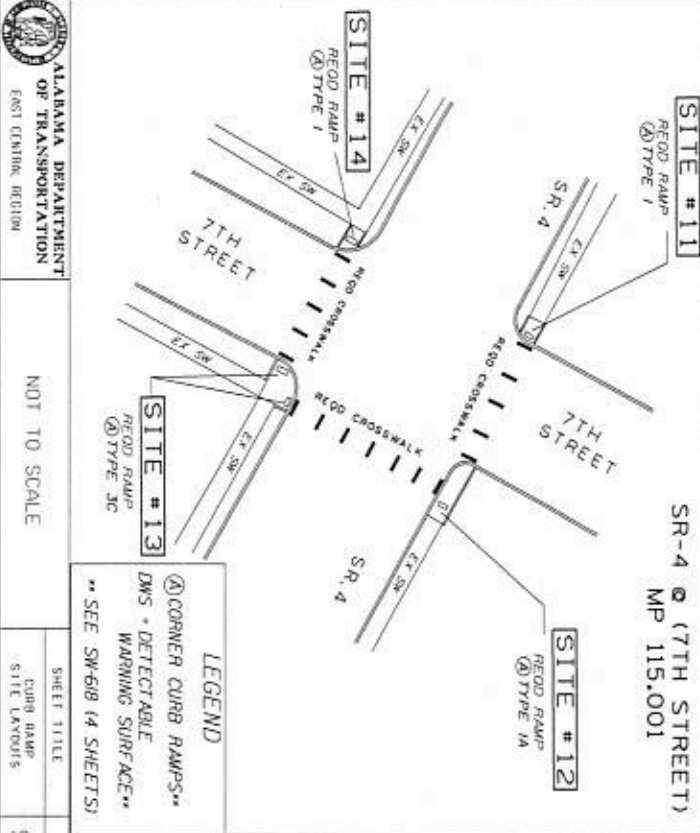 SR-4 @ (7TH STREET)
MP 115.001
SITE #11
REQD RAMP
Ⓐ TYPE 1
SITE #12
REQD RAMP
Ⓐ TYPE 1A
SITE #14
REQD RAMP
Ⓐ TYPE 1
SITE #13
REQD RAMP
Ⓐ TYPE 3C
SR.4
EX SW
7TH
STREET
REQD CROSSWALK
EX SW
SR.4
REQD CROSSWALK
REQD CROSSWALK
EX SW
EX SW
7TH
STREET
EX SW
EX SW
LEGEND
Ⓐ CORNER CURB RAMPS**
DWS = DETECTABLE
WARNING SURFACE**
** SEE SW-618 (4 SHEETS)
ALABAMA DEPARTMENT
OF TRANSPORTATION
EAST CENTRAL REGION
NOT TO SCALE
SHEET TITLE
CURB RAMP
SITE LAYOUTS